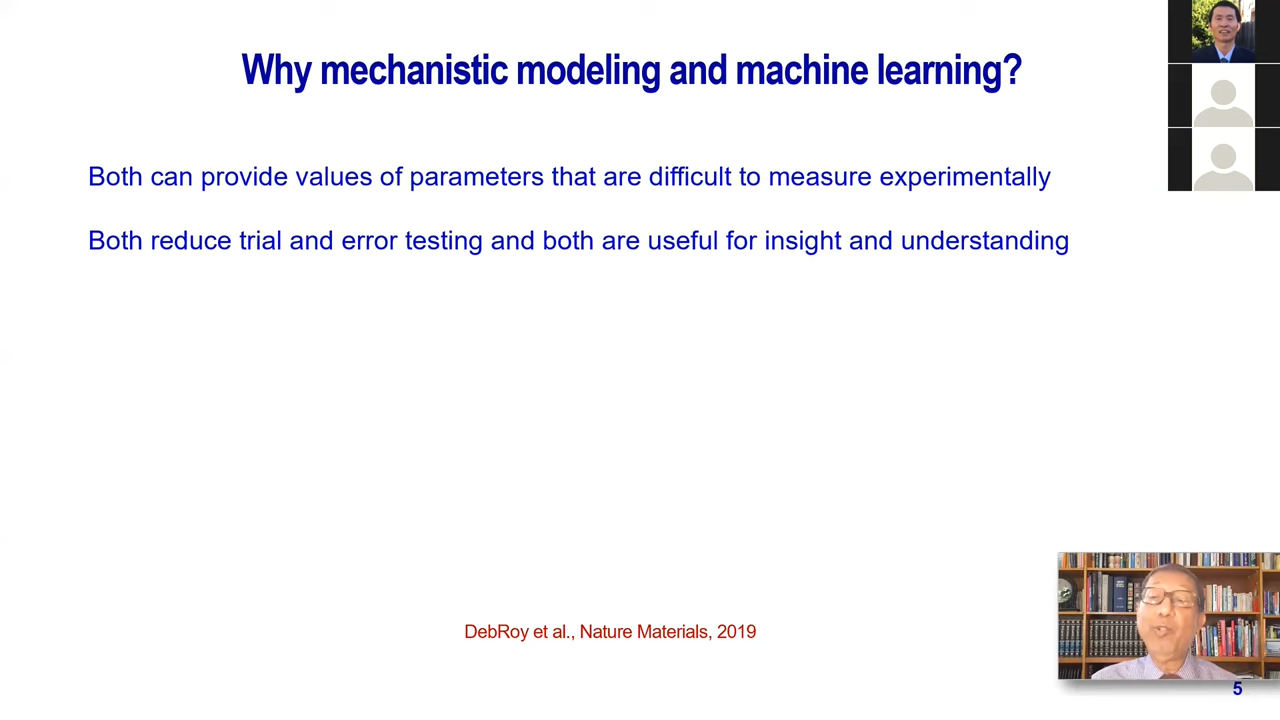 Why mechanistic modeling and machine learning?
Both can provide values of parameters that are difficult to measure experimentally
Both reduce trial and error testing and both are useful for insight and understanding
DebRoy et al., Nature Materials, 2019
5